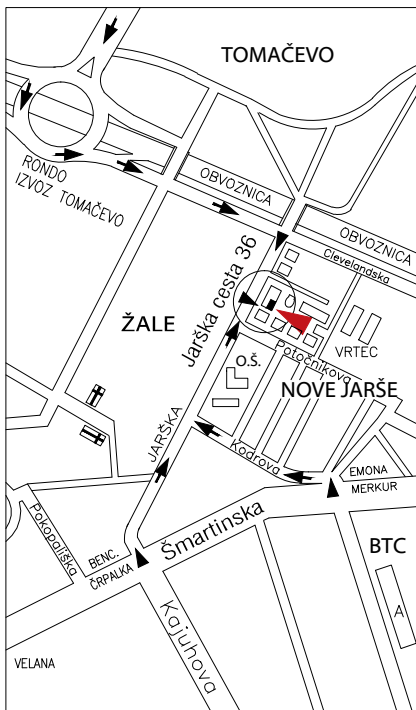 TOMAČEVO
RONDO
IZVOZ TOMAČEVO
OBVOZNICA
OBVOZNICA
Clevelandska
Jarška cesta 36
ŽALE
VRTEC
Potočnikova
O.Š.
NOVE JARŠE
JARŠKA
Kodrova
EMONA
MERKUR
Šmartinska
Pokopališka
BENC.
ČRPALKA
BTC
Kajuhova
A
VELANA